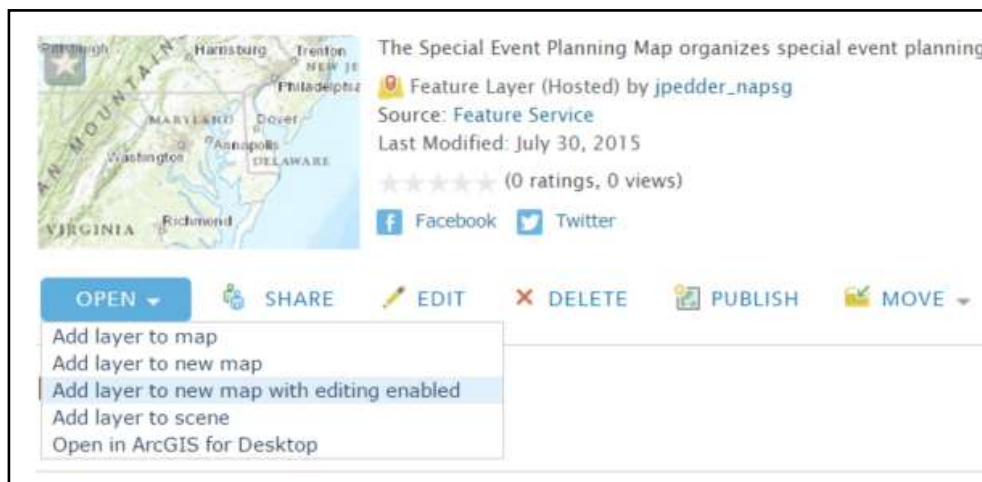 Pittsburgh Harrisburg Trenton
NEW JE
Philadelphia
MARYLAND Dover
Annapolis
Washington DELAWARE
AN MOUNTAIN
Richmond
VIRGINIA
The Special Event Planning Map organizes special event planning
Feature Layer (Hosted) by jpedder_napsg
Source: Feature Service
Last Modified: July 30, 2015
(0 ratings, 0 views)
Facebook Twitter
OPEN SHARE EDIT DELETE PUBLISH MOVE
Add layer to map
Add layer to new map
Add layer to new map with editing enabled
Add layer to scene
Open in ArcGIS for Desktop